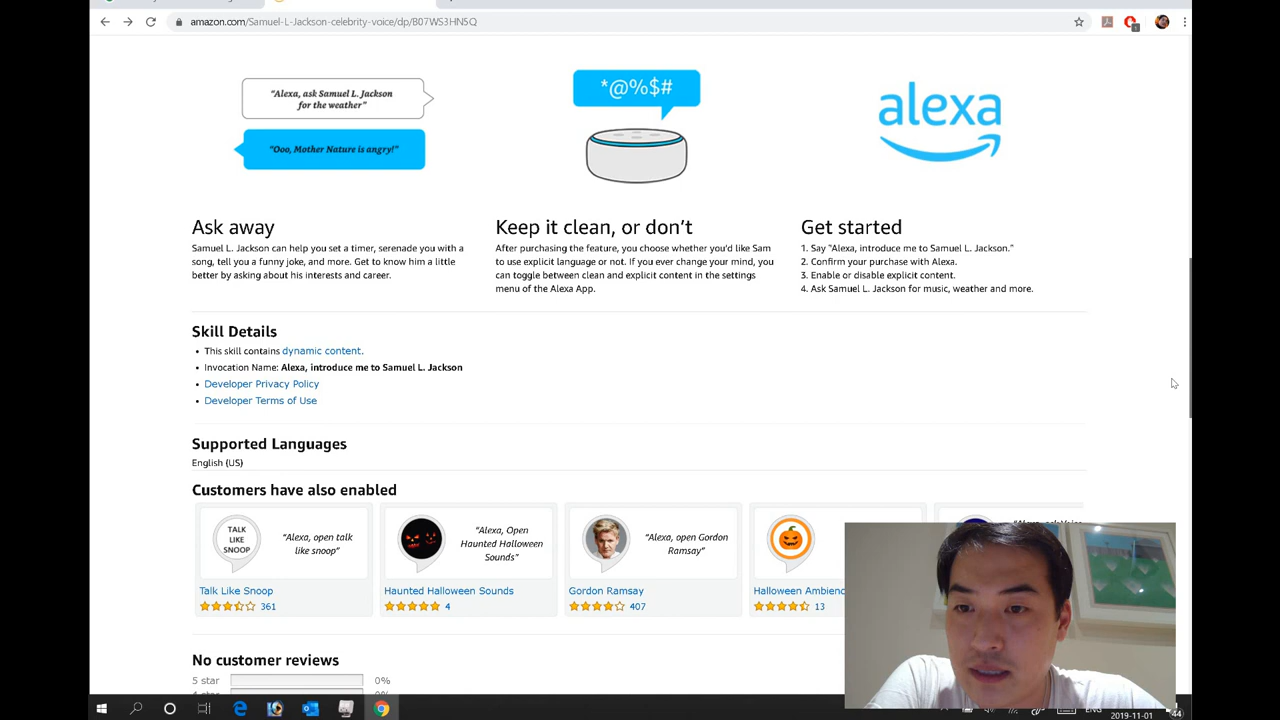 amazon.com/Samuel-L-Jackson-celebrity-voice/dp/B07WS3HN5Q
"Alexa, ask Samuel L. Jackson
for the weather"
"Ooo, Mother Nature is angry!"
*@%$#
alexa
Ask away
Samuel L. Jackson can help you set a timer, serenade you with a
song, tell you a funny joke, and more. Get to know him a little
better by asking about his interests and career.
Keep it clean, or don't
After purchasing the feature, you choose whether you'd like Sam
to use explicit language or not. If you ever change your mind, you
can toggle between clean and explicit content in the settings
menu of the Alexa App.
Get started
1. Say "Alexa, introduce me to Samuel L. Jackson."
2. Confirm your purchase with Alexa.
3. Enable or disable explicit content.
4. Ask Samuel L. Jackson for music, weather and more.
Skill Details
• This skill contains dynamic content.
• Invocation Name: Alexa, introduce me to Samuel L. Jackson
• Developer Privacy Policy
• Developer Terms of Use
Supported Languages
English (US)
Customers have also enabled
TALK
LIKE
SNOOP
"Alexa, open talk
like snoop"
Talk Like Snoop
361
"Alexa, Open
Haunted Halloween
Sounds"
Haunted Halloween Sounds
4
"Alexa, open Gordon
Ramsay"
Gordon Ramsay
407
Halloween Ambienc
13
No customer reviews
5 star
0%
ENG
2019-11-01
44